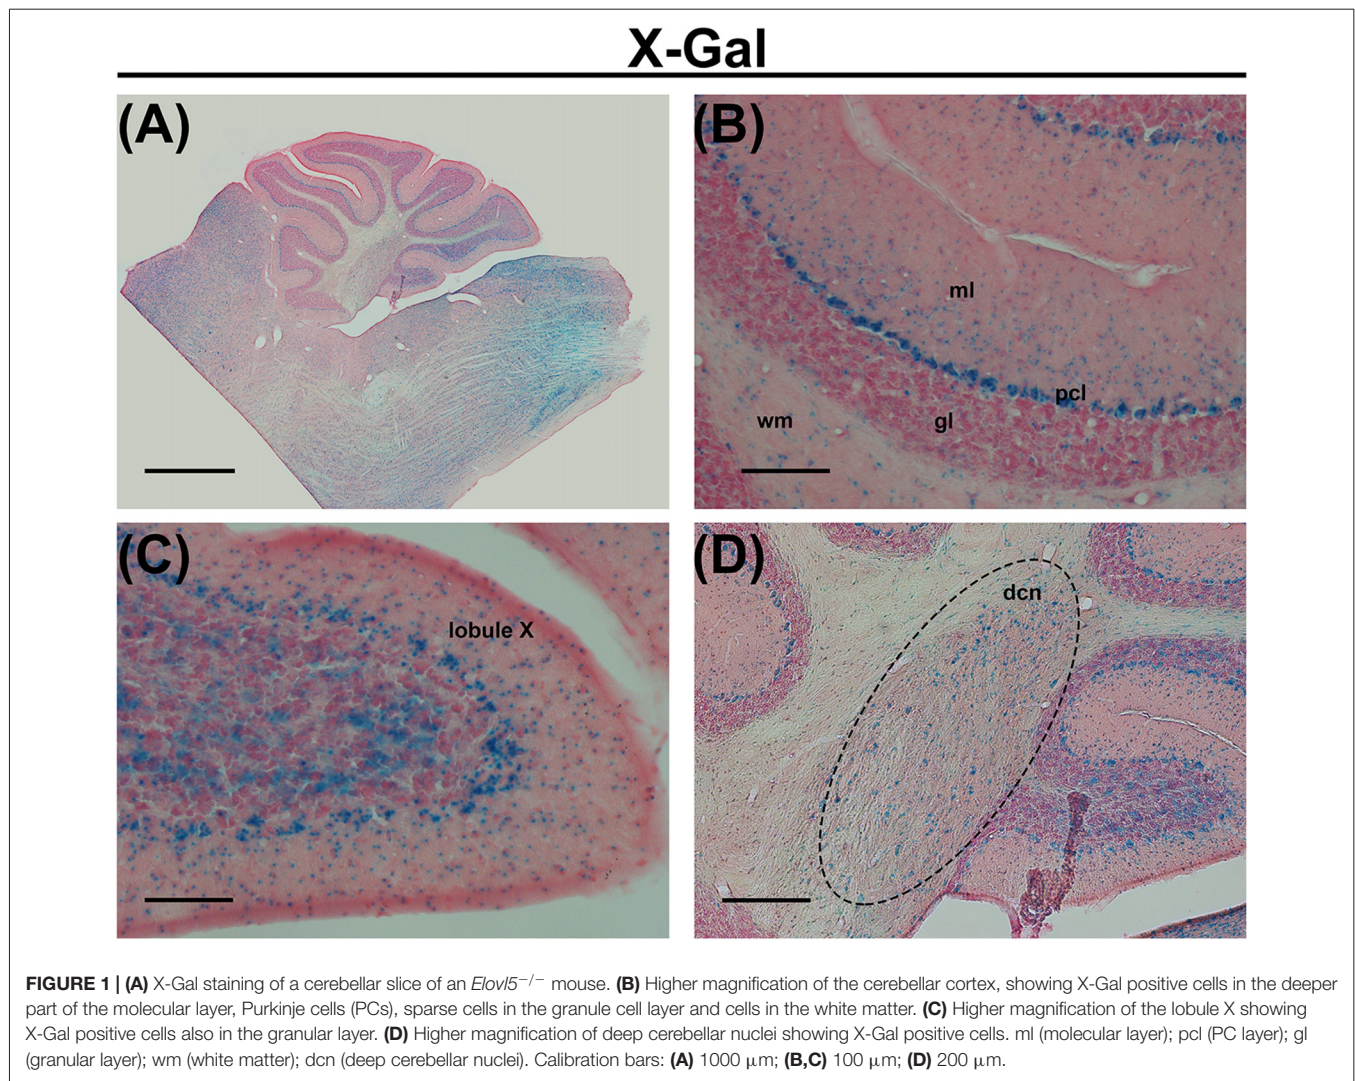 X-Gal
(A)
(B)
ml
pcl
gl
wm
(C)
lobule X
(D)
dcn
FIGURE 1 | (A) X-Gal staining of a cerebellar slice of an Elovl5−/− mouse. (B) Higher magnification of the cerebellar cortex, showing X-Gal positive cells in the deeper
part of the molecular layer, Purkinje cells (PCs), sparse cells in the granule cell layer and cells in the white matter. (C) Higher magnification of the lobule X showing
X-Gal positive cells also in the granular layer. (D) Higher magnification of deep cerebellar nuclei showing X-Gal positive cells. ml (molecular layer); pcl (PC layer); gl
(granular layer); wm (white matter); dcn (deep cerebellar nuclei). Calibration bars: (A) 1000 μm; (B,C) 100 μm; (D) 200 μm.